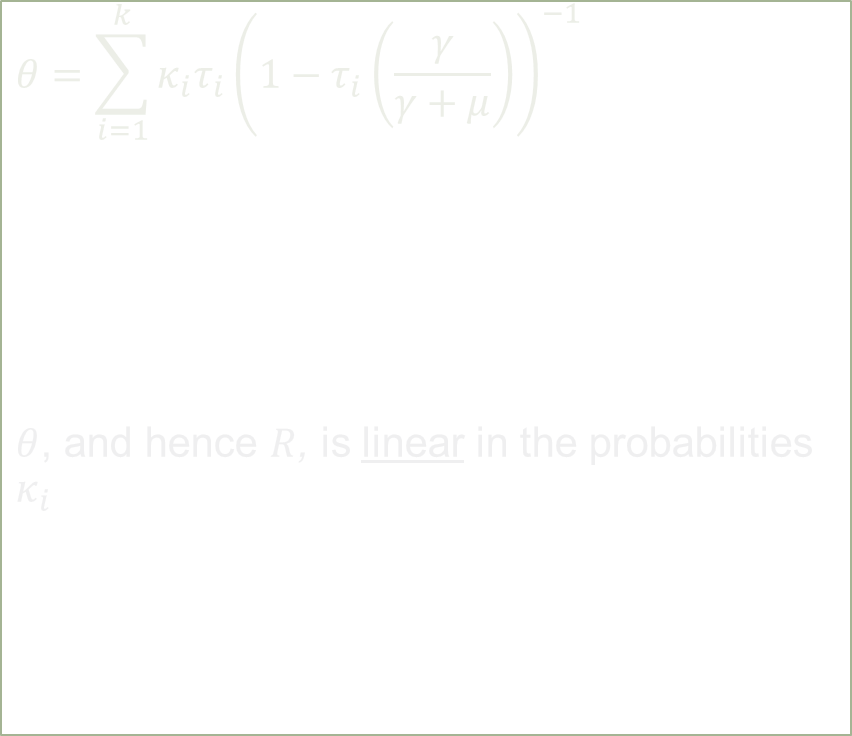 θ = ∑_{i=1}^{k} κ_i τ_i (1 − τ_i (γ / (γ + μ)))^{−1}
θ, and hence R, is linear in the probabilities
κ_i